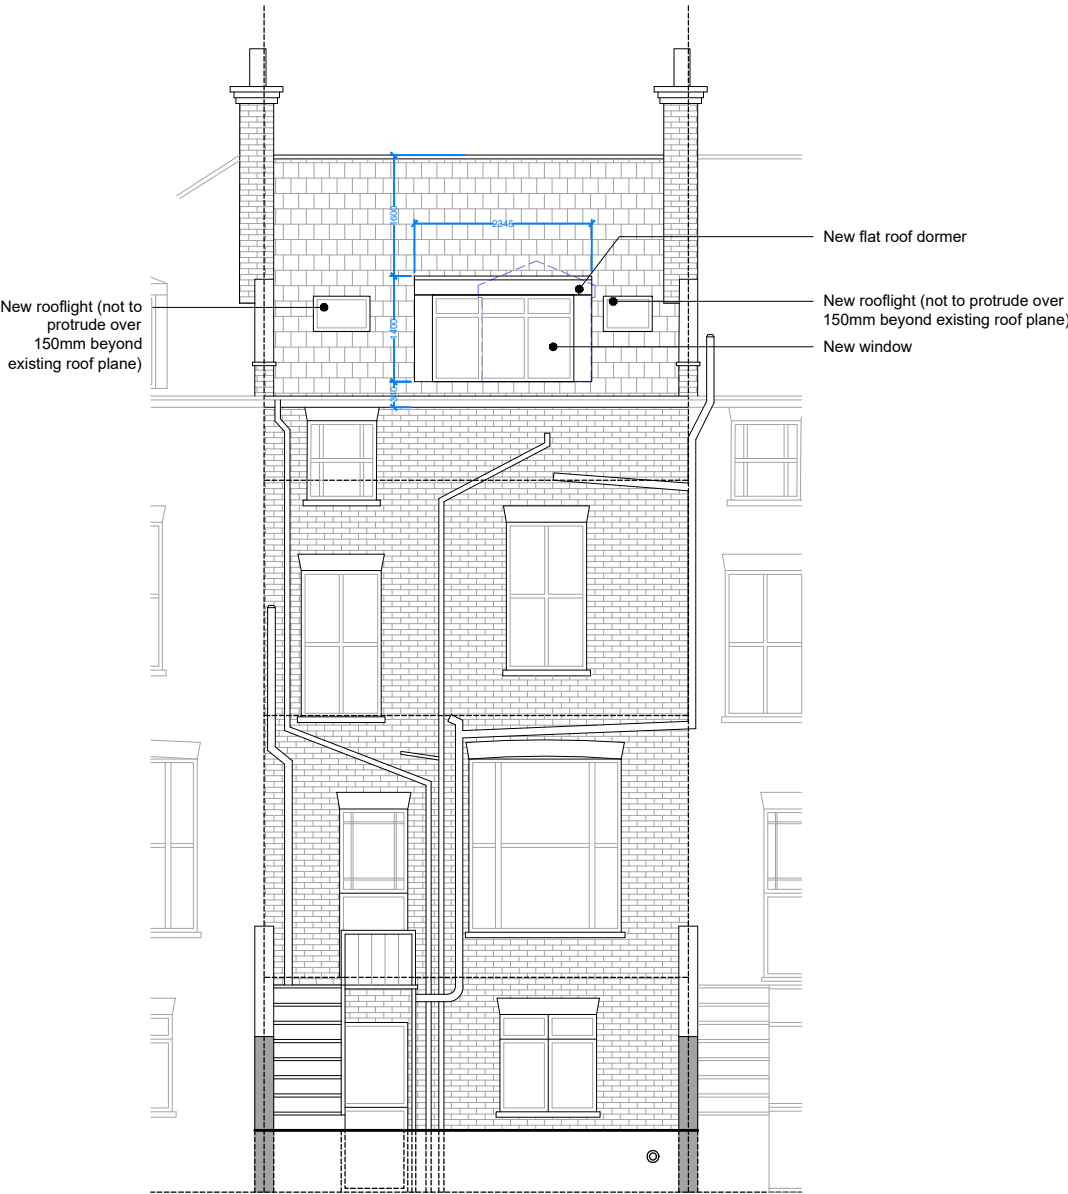 1600
2345
New flat roof dormer
New rooflight (not to
protrude over
150mm beyond
existing roof plane)
New rooflight (not to protrude over
150mm beyond existing roof plane)
1400
New window